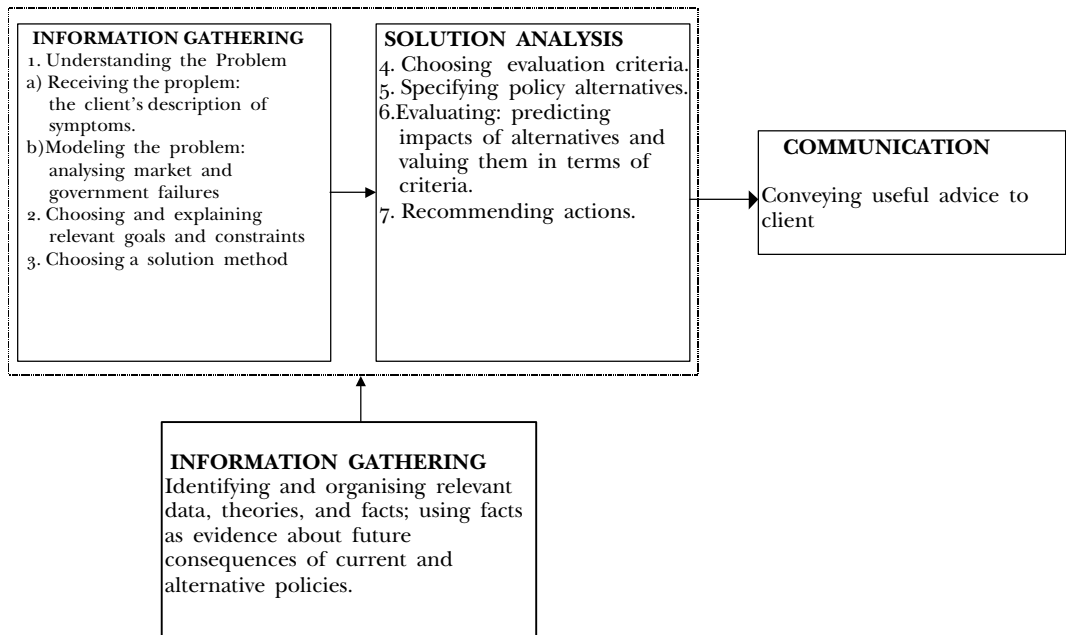 INFORMATION GATHERING
1. Understanding the Problem
a) Receiving the proplem:
the client's description of
symptoms.
b)Modeling the problem:
analysing market and
government failures
2. Choosing and explaining
relevant goals and constraints
3. Choosing a solution method
SOLUTION ANALYSIS
4. Choosing evaluation criteria.
5. Specifying policy alternatives.
6.Evaluating: predicting
impacts of alternatives and
valuing them in terms of
criteria.
7. Recommending actions.
COMMUNICATION
Conveying useful advice to
client
INFORMATION GATHERING
Identifying and organising relevant
data, theories, and facts; using facts
as evidence about future
consequences of current and
alternative policies.